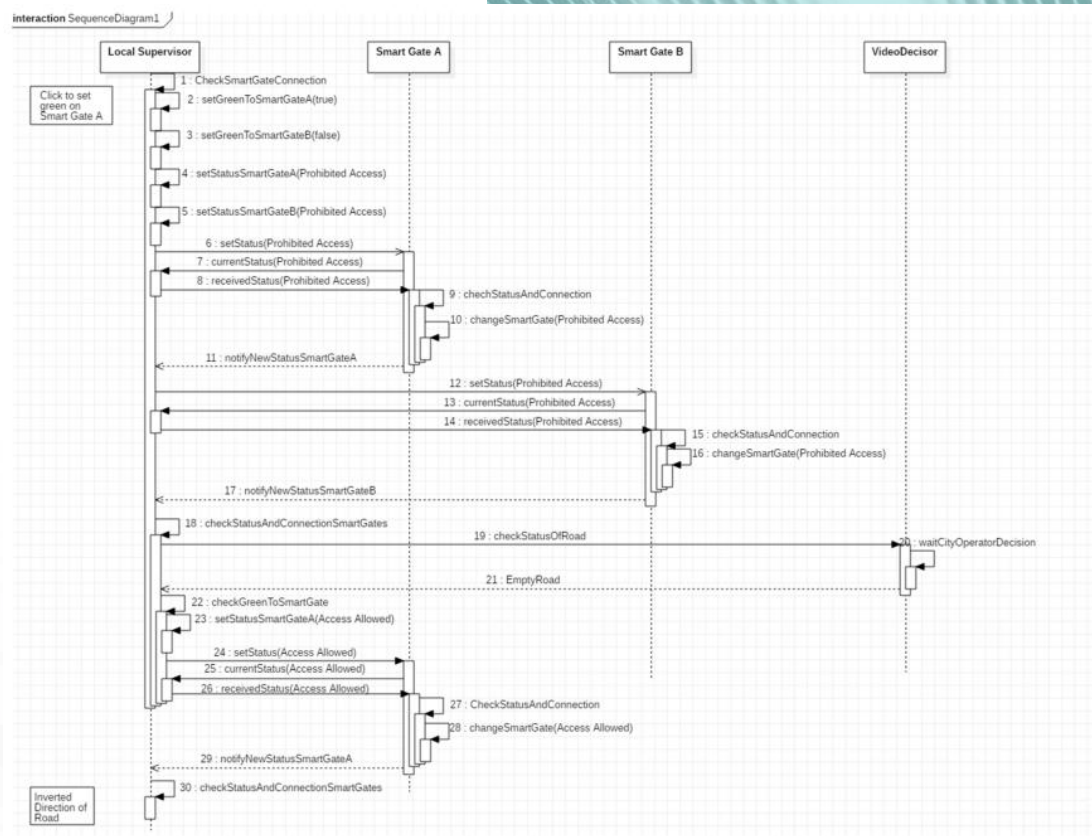 interaction SequenceDiagram1
Local Supervisor
Smart Gate A
Smart Gate B
VideoDecisor
Click to set
green on
Smart Gate A
1 : CheckSmartGateConnection
2 : setGreenToSmartGateA(true)
3 : setGreenToSmartGateB(false)
4 : setStatusSmartGateA(Prohibited Access)
5 : setStatusSmartGateB(Prohibited Access)
6 : setStatus(Prohibited Access)
7 : currentStatus(Prohibited Access)
8 : receivedStatus(Prohibited Access)
9 : chechStatusAndConnection
10 : changeSmartGate(Prohibited Access)
11 : notifyNewStatusSmartGateA
12 : setStatus(Prohibited Access)
13 : currentStatus(Prohibited Access)
14 : receivedStatus(Prohibited Access)
15 : checkStatusAndConnection
16 : changeSmartGate(Prohibited Access)
17 : notifyNewStatusSmartGateB
18 : checkStatusAndConnectionSmartGates
19 : checkStatusOfRoad
20 : waitCityOperatorDecision
21 : EmptyRoad
22 : checkGreenToSmartGate
23 : setStatusSmartGateA(Access Allowed)
24 : setStatus(Access Allowed)
25 : currentStatus(Access Allowed)
26 : receivedStatus(Access Allowed)
27 : CheckStatusAndConnection
28 : changeSmartGate(Access Allowed)
29 : notifyNewStatusSmartGateA
30 : checkStatusAndConnectionSmartGates
Inverted
Direction of
Road